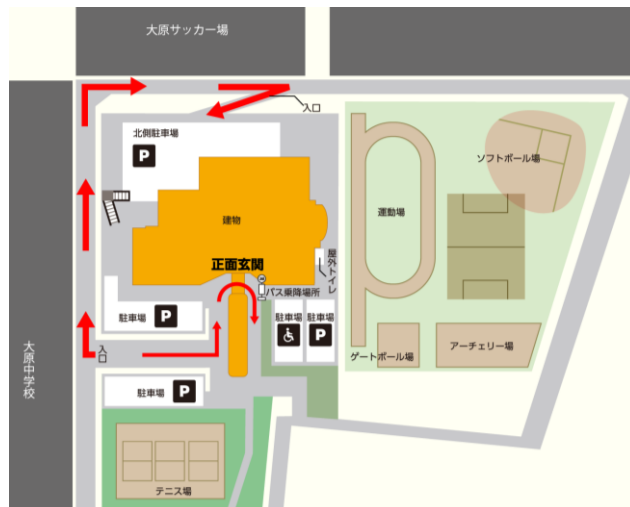 大原サッカー場
入口
北側駐車場
P
ソフトボール場
運動場
建物
正面玄関
屋外トイレ
バス乗降場所
駐車場
P
駐車場
駐車場
P
ゲートボール場
アーチェリー場
入口
大原中学校
駐車場
P
テニス場